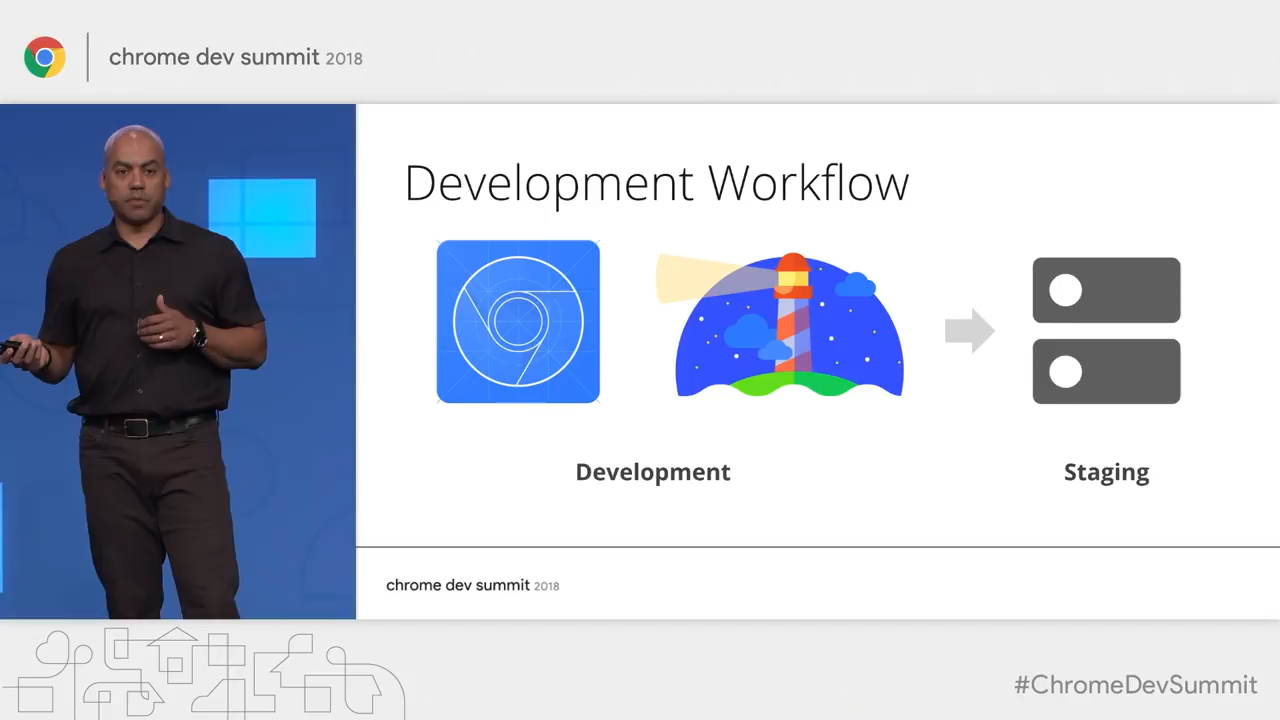 chrome dev summit 2018
Development Workflow
Development
Staging
chrome dev summit 2018
#ChromeDevSummit